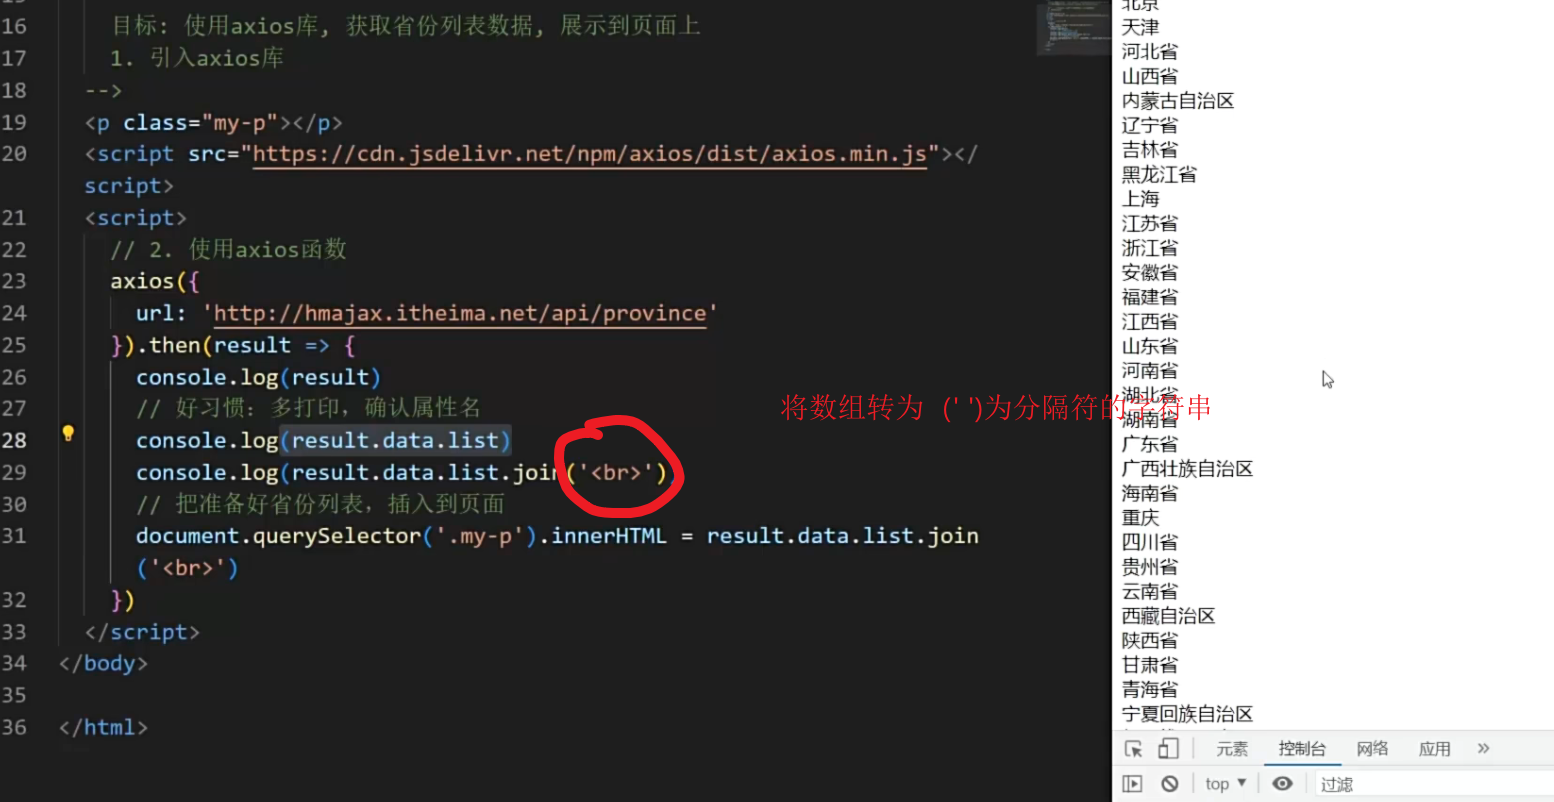 16 目标: 使用axios库, 获取省份列表数据, 展示到页面上
17 1. 引入axios库
18 -->
19 <p class="my-p"></p>
20 <script src="https://cdn.jsdelivr.net/npm/axios/dist/axios.min.js"></
script>
21 <script>
22 // 2. 使用axios函数
23 axios({
24 url: 'http://hmajax.itheima.net/api/province'
25 }).then(result => {
26 console.log(result)
27 // 好习惯: 多打印, 确认属性名
28 console.log(result.data.list)
29 console.log(result.data.list.join('<br>')
30 // 把准备好省份列表, 插入到页面
31 document.querySelector('.my-p').innerHTML = result.data.list.join
('<br>')
32 })
33 </script>
34 </body>
35
36 </html>
将数组转为 (' ')为分隔符的字符串
北京
天津
河北省
山西省
内蒙古自治区
辽宁省
吉林省
黑龙江省
上海
江苏省
浙江省
安徽省
福建省
江西省
山东省
河南省
湖北省
湖南省
广东省
广西壮族自治区
海南省
重庆
四川省
贵州省
云南省
西藏自治区
陕西省
甘肃省
青海省
宁夏回族自治区
元素 控制台 网络 应用 »
top ▼ 过滤